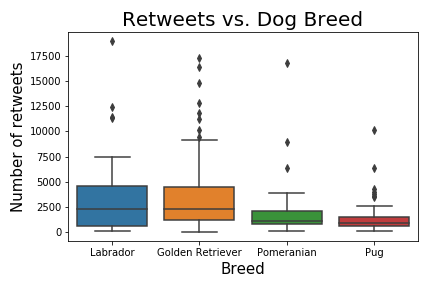 Retweets vs. Dog Breed
Number of retweets
17500
15000
12500
10000
7500
5000
2500
0
Labrador Golden Retriever Pomeranian Pug
Breed